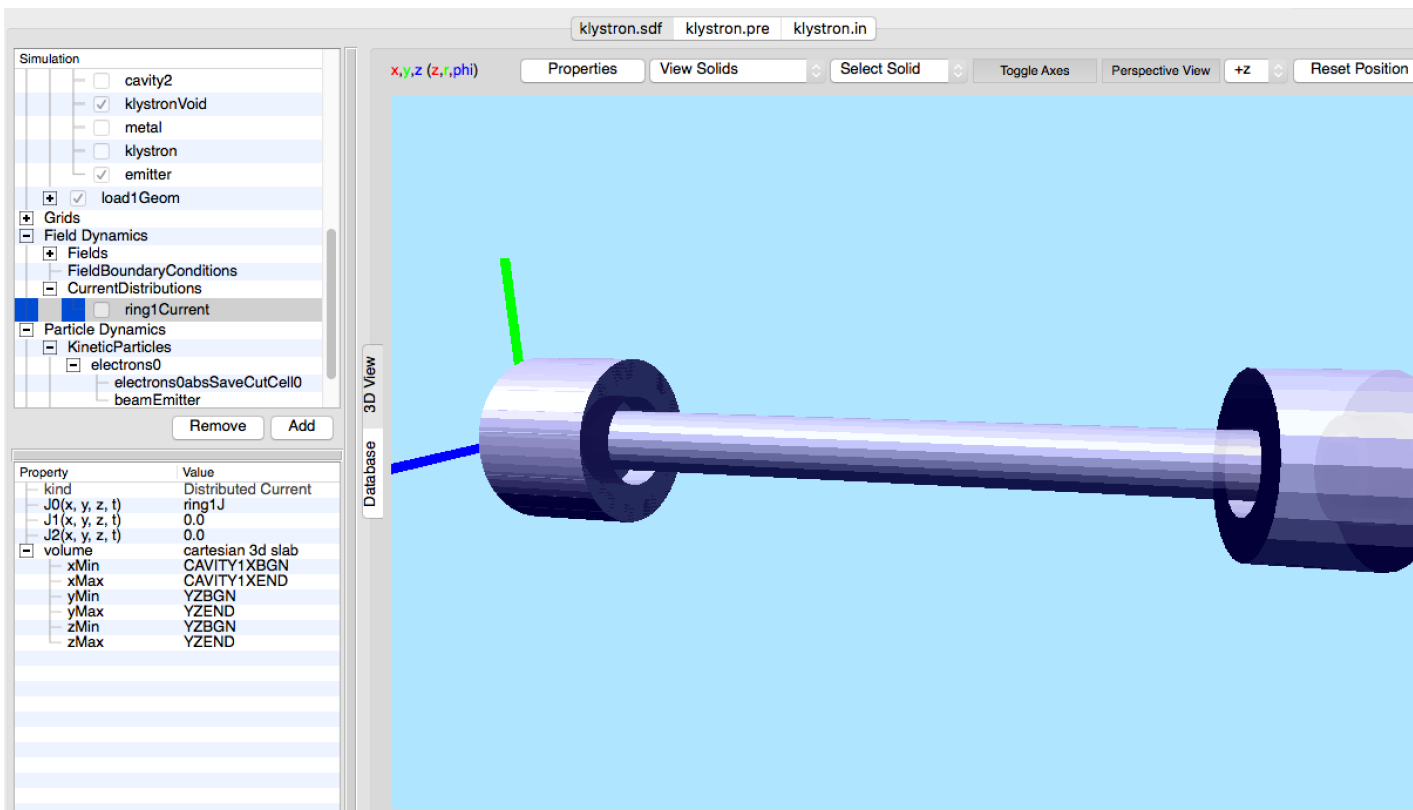 klystron.sdf klystron.pre klystron.in
Simulation
cavity2
klystronVoid
metal
klystron
emitter
load1Geom
Grids
Field Dynamics
Fields
FieldBoundaryConditions
CurrentDistributions
ring1Current
Particle Dynamics
KineticParticles
electrons0
electrons0absSaveCutCell0
beamEmitter
Remove Add
Property Value
kind Distributed Current
J0(x, y, z, t) ring1J
J1(x, y, z, t) 0.0
J2(x, y, z, t) 0.0
volume cartesian 3d slab
xMin CAVITY1XBGN
xMax CAVITY1XEND
yMin YZBGN
yMax YZEND
zMin YZBGN
zMax YZEND
3D View
Database
x,y,z (z,r,phi) Properties View Solids Select Solid Toggle Axes Perspective View +z Reset Position